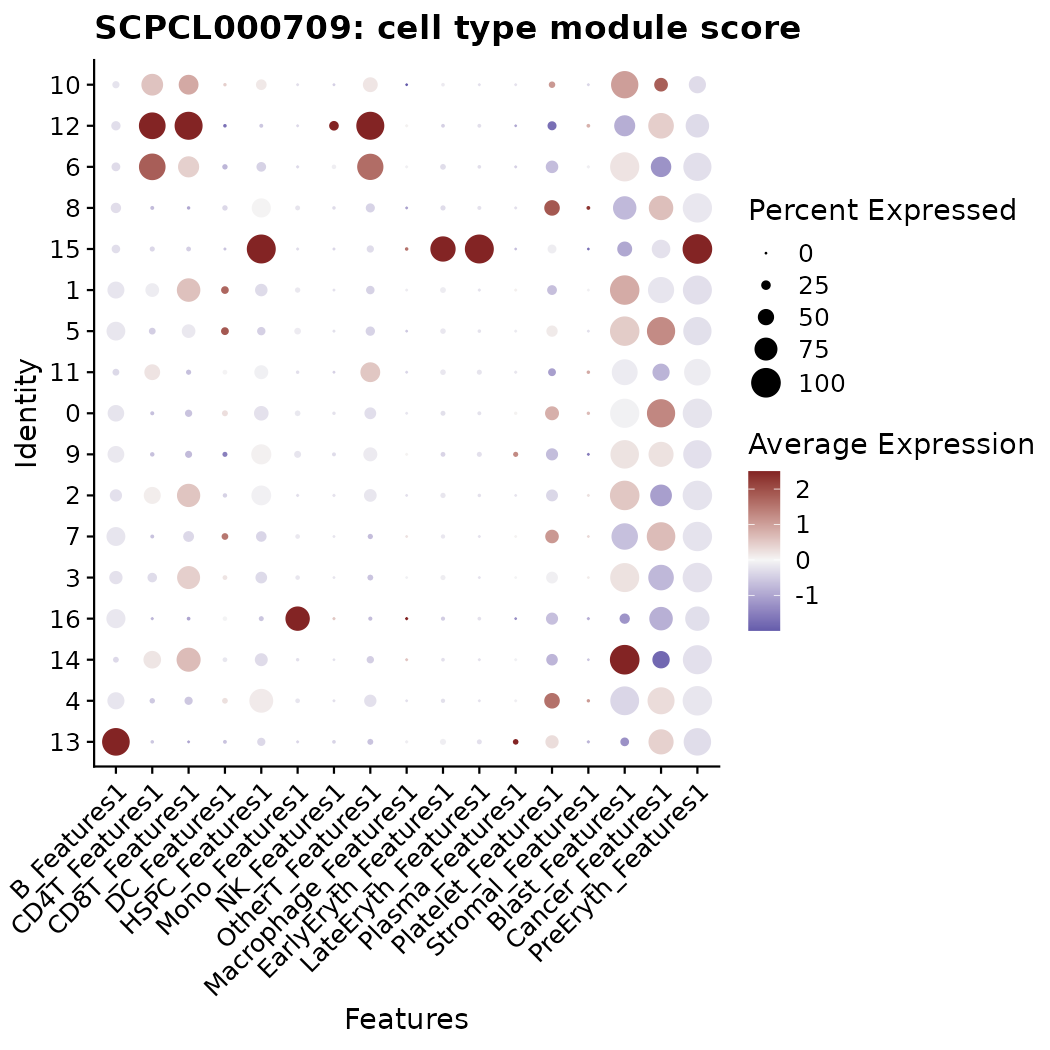 SCPCL000709: cell type module score
Identity
10
12
6
8
15
1
5
11
0
9
2
7
3
16
14
4
13
B_Features1
CD4T_Features1
CD8T_Features1
DC_Features1
HSPC_Features1
Mono_Features1
NK_Features1
OtherT_Features1
Macrophage_Features1
EarlyEryth_Features1
LateEryth_Features1
Plasma_Features1
Platelet_Features1
Stromal_Features1
Blast_Features1
Cancer_Features1
PreEryth_Features1
Features
Percent Expressed
0
25
50
75
100
Average Expression
2
1
0
-1